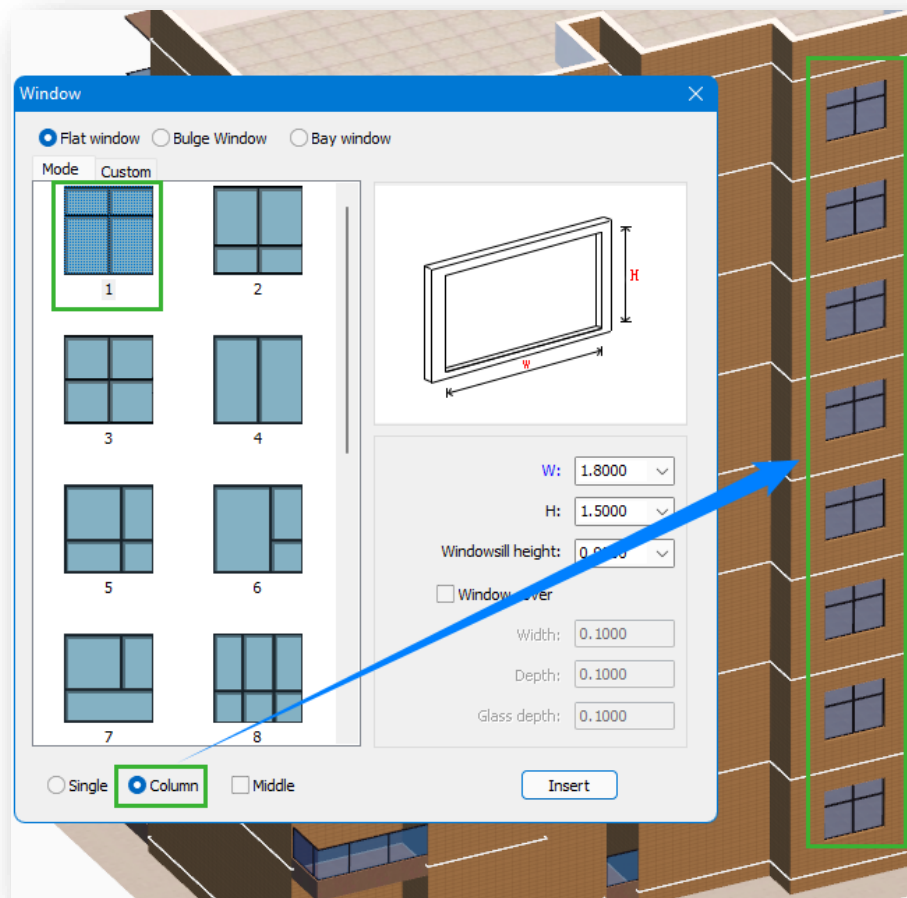 Window
Flat window Bulge Window Bay window
Mode Custom
1 2
3 4
5 6
7 8
H
W
W: 1.8000
H: 1.5000
Windowsill height:
Window
Width: 0.1000
Depth: 0.1000
Glass depth: 0.1000
Single Column Middle
Insert